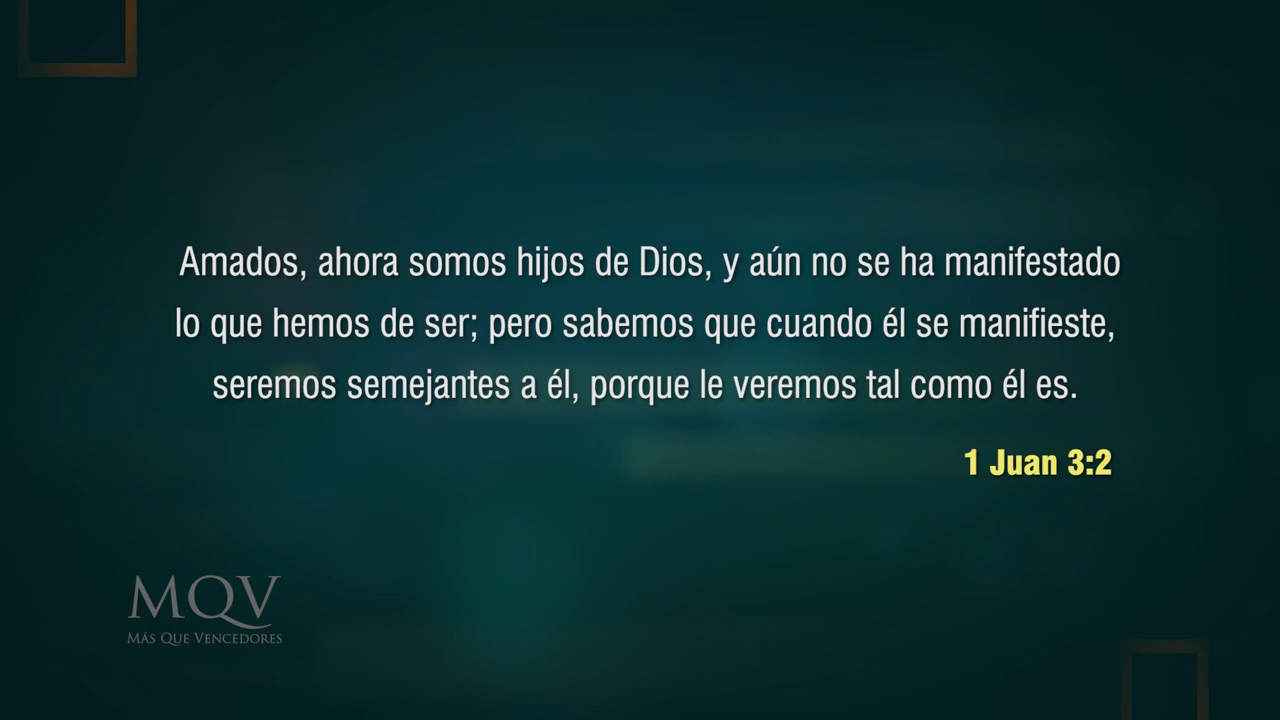 Amados, ahora somos hijos de Dios, y aún no se ha manifestado
lo que hemos de ser; pero sabemos que cuando él se manifieste,
seremos semejantes a él, porque le veremos tal como él es.
1 Juan 3:2
MQV
MÁS QUE VENCEDORES